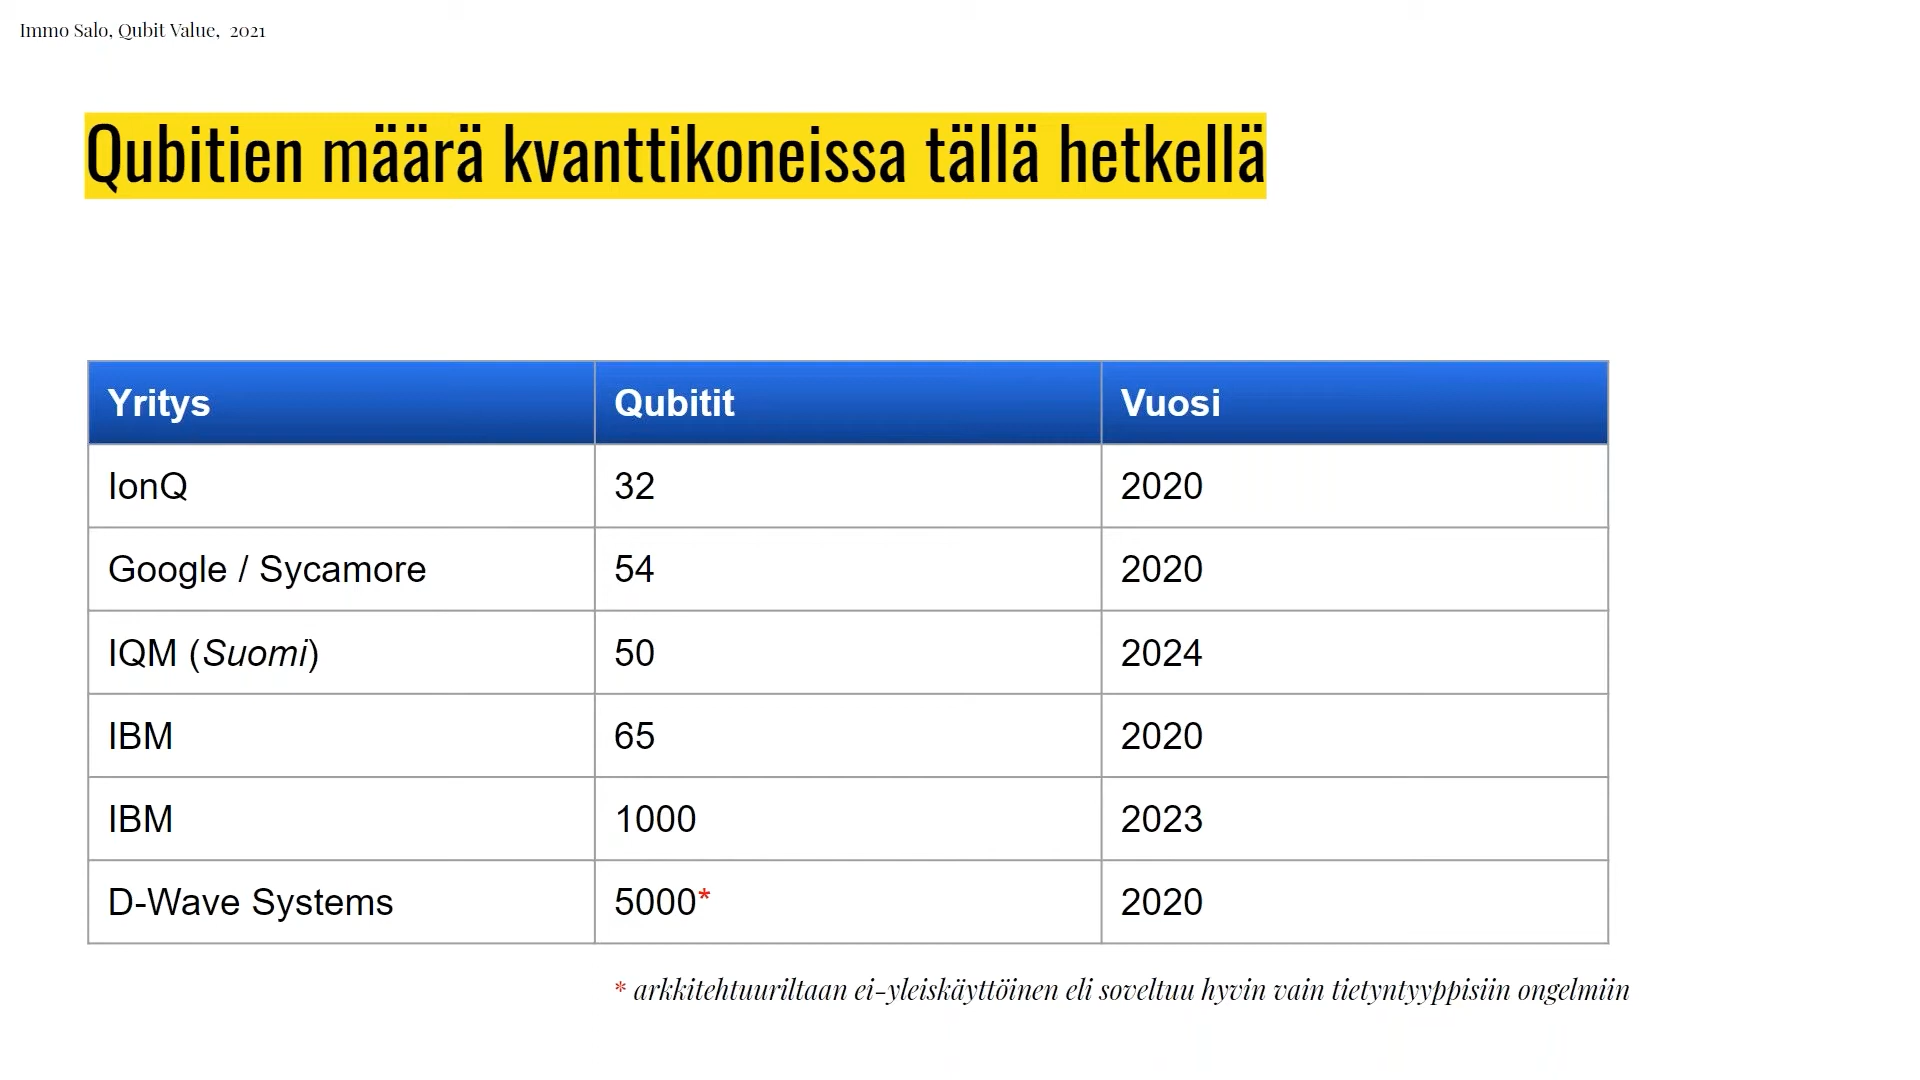 Immo Salo, Qubit Value, 2021
Qubitien määrä kvanttikoneissa tällä hetkellä
Yritys Qubitit Vuosi
IonQ 32 2020
Google / Sycamore 54 2020
IQM (Suomi) 50 2024
IBM 65 2020
IBM 1000 2023
D-Wave Systems 5000* 2020
* arkkitehtuuriltaan ei-yleiskäyttöinen eli soveltuu hyvin vain tietyntyyppisiin ongelmiin